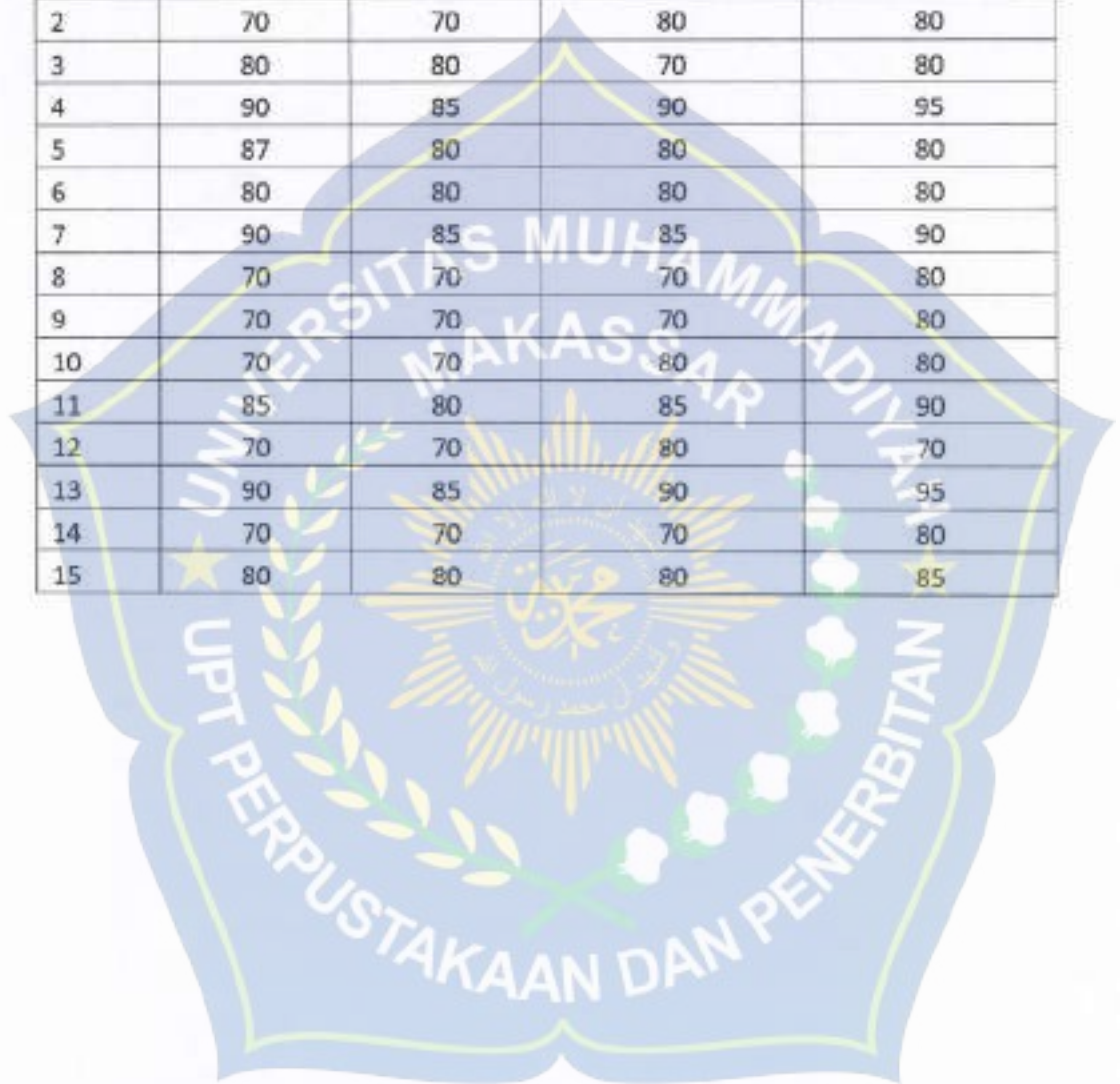 2 70 70 80 80
3 80 80 70 80
4 90 85 90 95
5 87 80 80 80
6 80 80 80 80
7 90 85 85 90
8 70 70 70 80
9 70 70 70 80
10 70 70 80 80
11 85 80 85 90
12 70 70 80 70
13 90 85 90 95
14 70 70 70 80
15 80 80 80 85
UNIVERSITAS MUHAMMADIYAH
MAKASSAR
محمد
UPT PERPUSTAKAAN DAN PENERBITAN